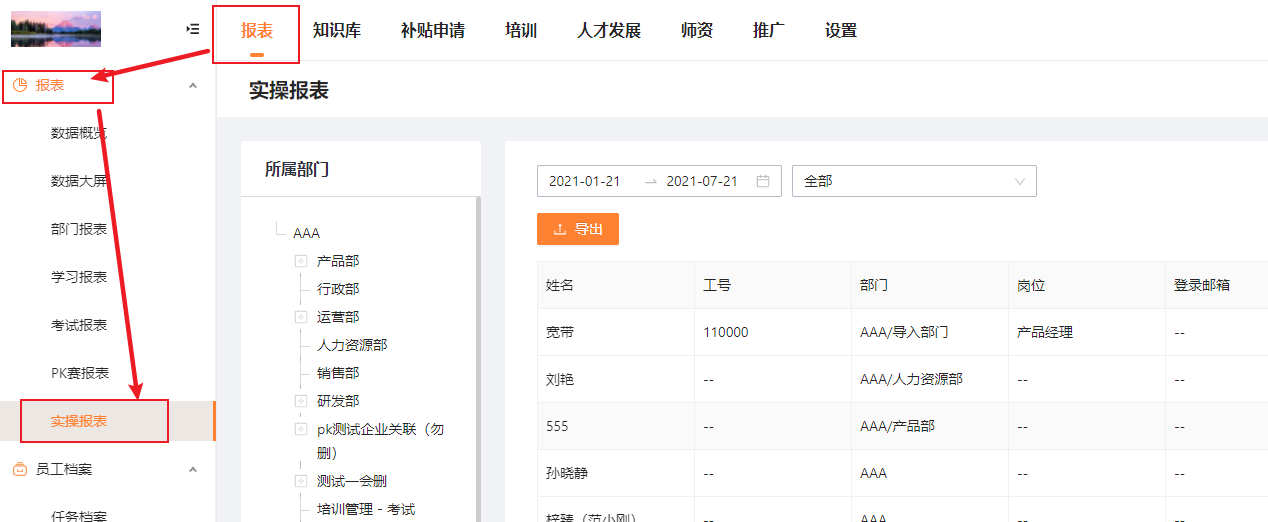 报表 知识库 补贴申请 培训 人才发展 师资 推广 设置
报表
数据概览
数据大屏
部门报表
学习报表
考试报表
PK赛报表
实操报表
员工档案
任务档案
实操报表
所属部门
AAA
产品部
行政部
运营部
人力资源部
销售部
研发部
pk测试企业关联（勿
删）
测试一会删
培训管理 - 考试
2021-01-21 → 2021-07-21 全部
导出
姓名 工号 部门 岗位 登录邮箱
宽带 110000 AAA/导入部门 产品经理 --
刘艳 -- AAA/人力资源部 -- --
555 -- AAA/产品部 -- --
孙晓静 -- AAA -- --
梓臻（范小刚） -- AAA -- --